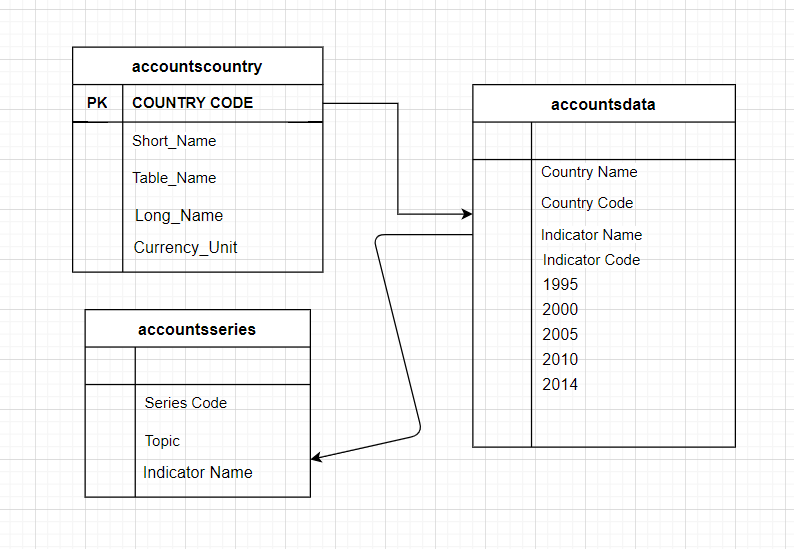 accountscountry
PK COUNTRY CODE
Short_Name
Table_Name
Long_Name
Currency_Unit
accountsdata
Country Name
Country Code
Indicator Name
Indicator Code
1995
2000
2005
2010
2014
accountsseries
Series Code
Topic
Indicator Name